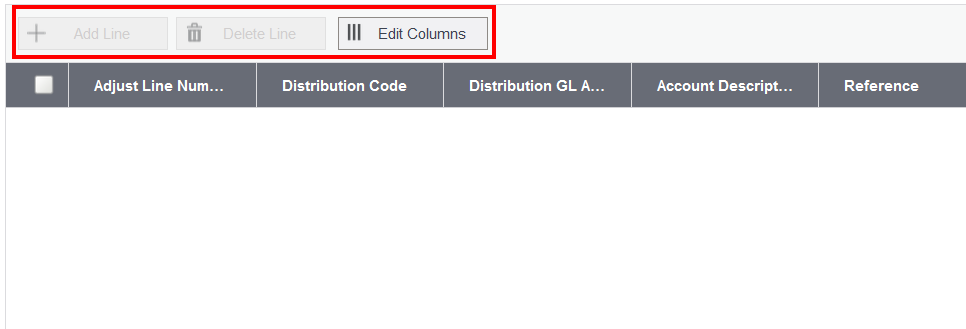 Add Line Delete Line Edit Columns
Adjust Line Num... Distribution Code Distribution GL A... Account Descript... Reference